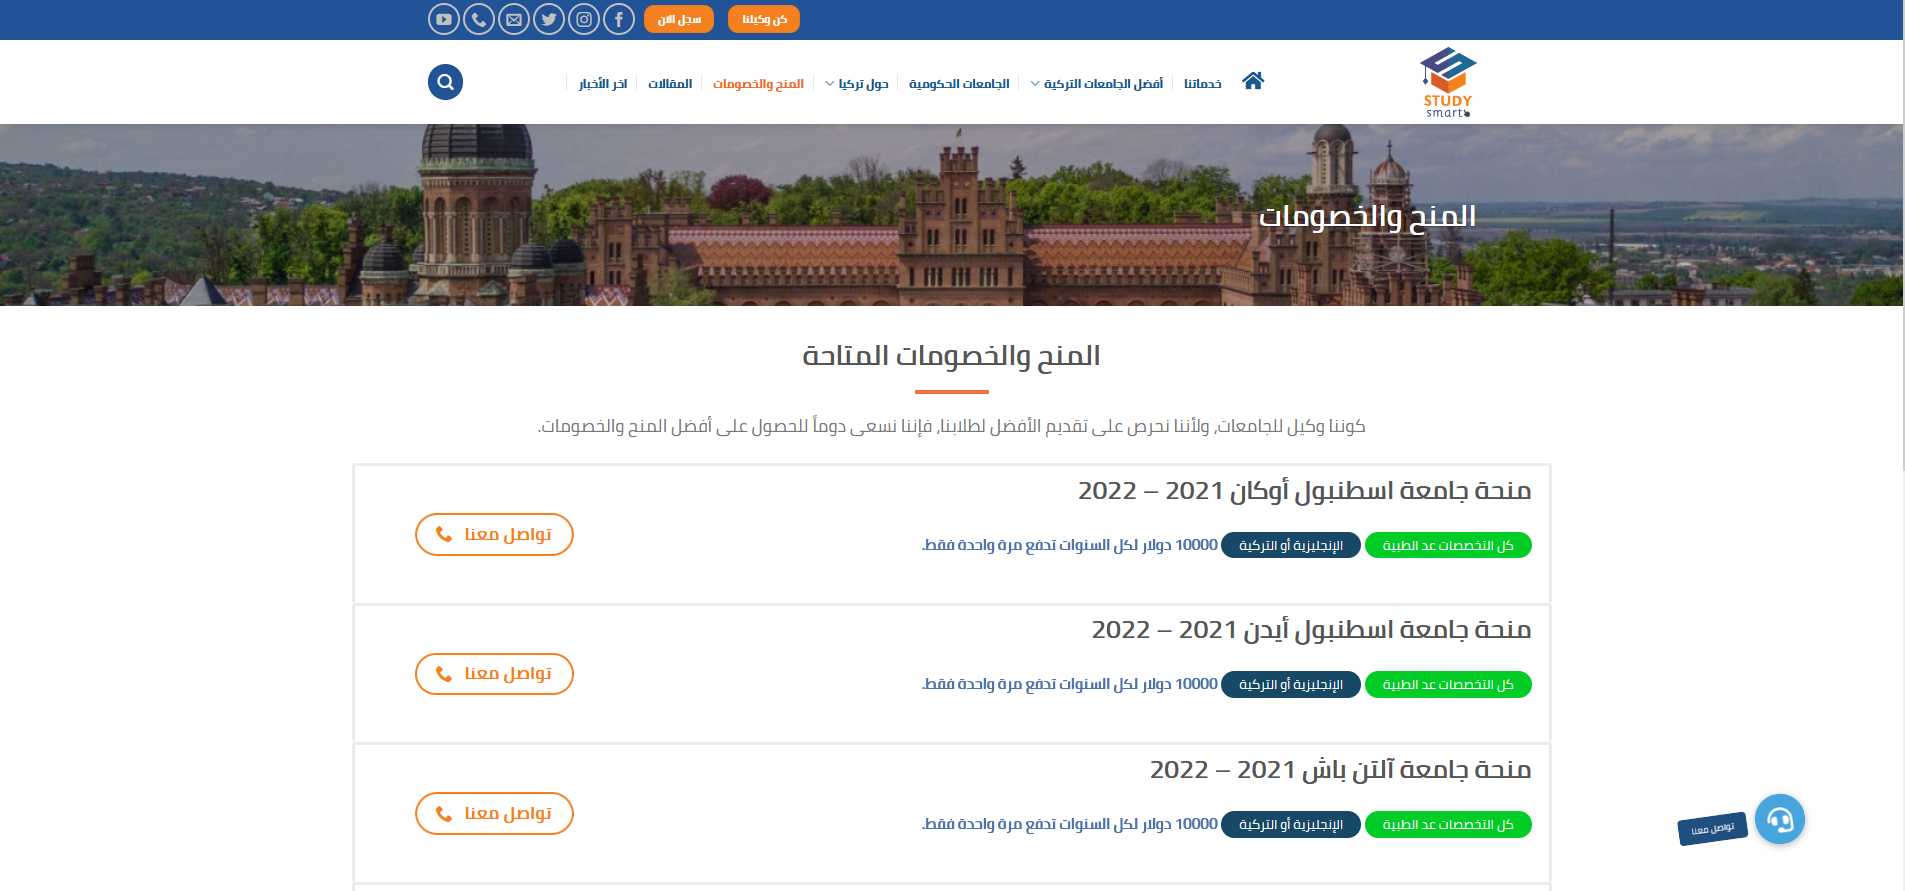 كن وكيلنا
سجل الان
STUDY
smart
خدماتنا
أفضل الجامعات التركية
الجامعات الحكومية
حول تركيا
المنح والخصومات
المقالات
اخر الأخبار
المنح والخصومات
المنح والخصومات المتاحة
كوننا وكيل للجامعات, ولأننا نحرص على تقديم الأفضل لطلابنا, فإننا نسعى دوماً للحصول على أفضل المنح والخصومات.
منحة جامعة اسطنبول أوكان 2021 – 2022
كل التخصصات عد الطبية الإنجليزية أو التركية 10000 دولار لكل السنوات تدفع مرة واحدة فقط.
تواصل معنا
منحة جامعة اسطنبول أيدن 2021 – 2022
كل التخصصات عد الطبية الإنجليزية أو التركية 10000 دولار لكل السنوات تدفع مرة واحدة فقط.
تواصل معنا
منحة جامعة آلتن باش 2021 – 2022
كل التخصصات عد الطبية الإنجليزية أو التركية 10000 دولار لكل السنوات تدفع مرة واحدة فقط.
تواصل معنا
تواصل معنا